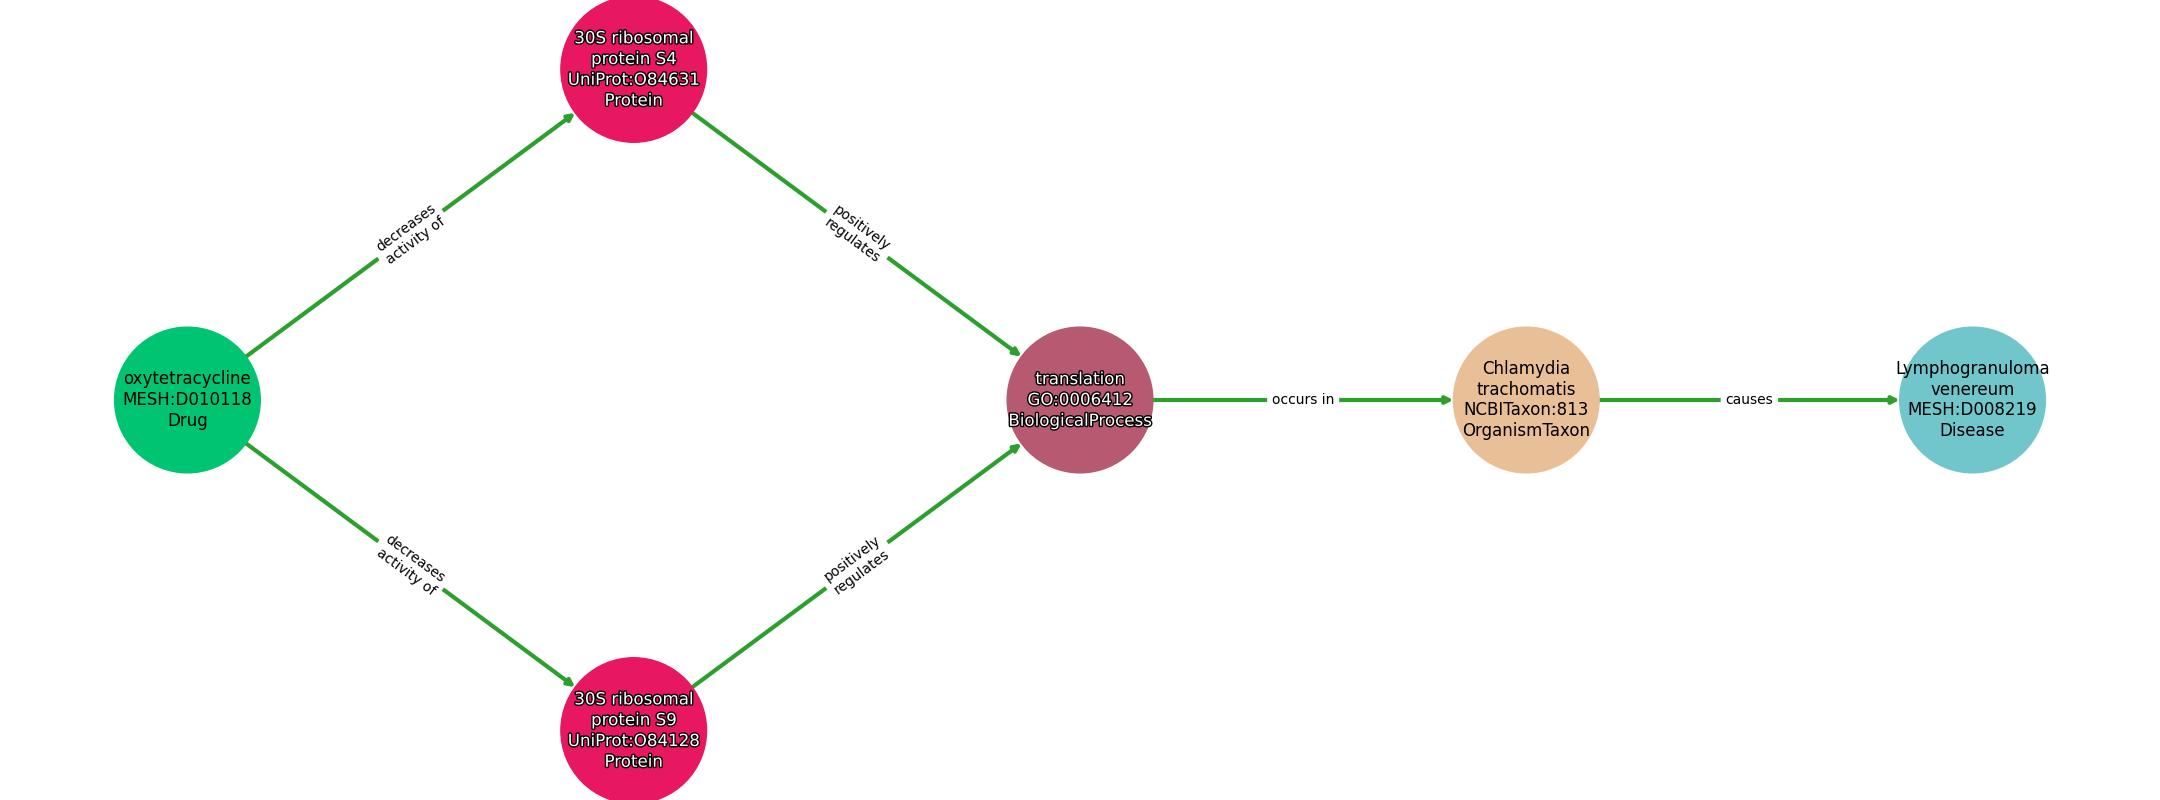 30S ribosomal
protein S4
UniProt:O84631
Protein
decreases
activity of
positively
regulates
oxytetracycline
MESH:D010118
Drug
translation
GO:0006412
BiologicalProcess
occurs in
Chlamydia
trachomatis
NCBITaxon:813
OrganismTaxon
causes
Lymphogranuloma
venereum
MESH:D008219
Disease
decreases
activity of
positively
regulates
30S ribosomal
protein S9
UniProt:O84128
Protein